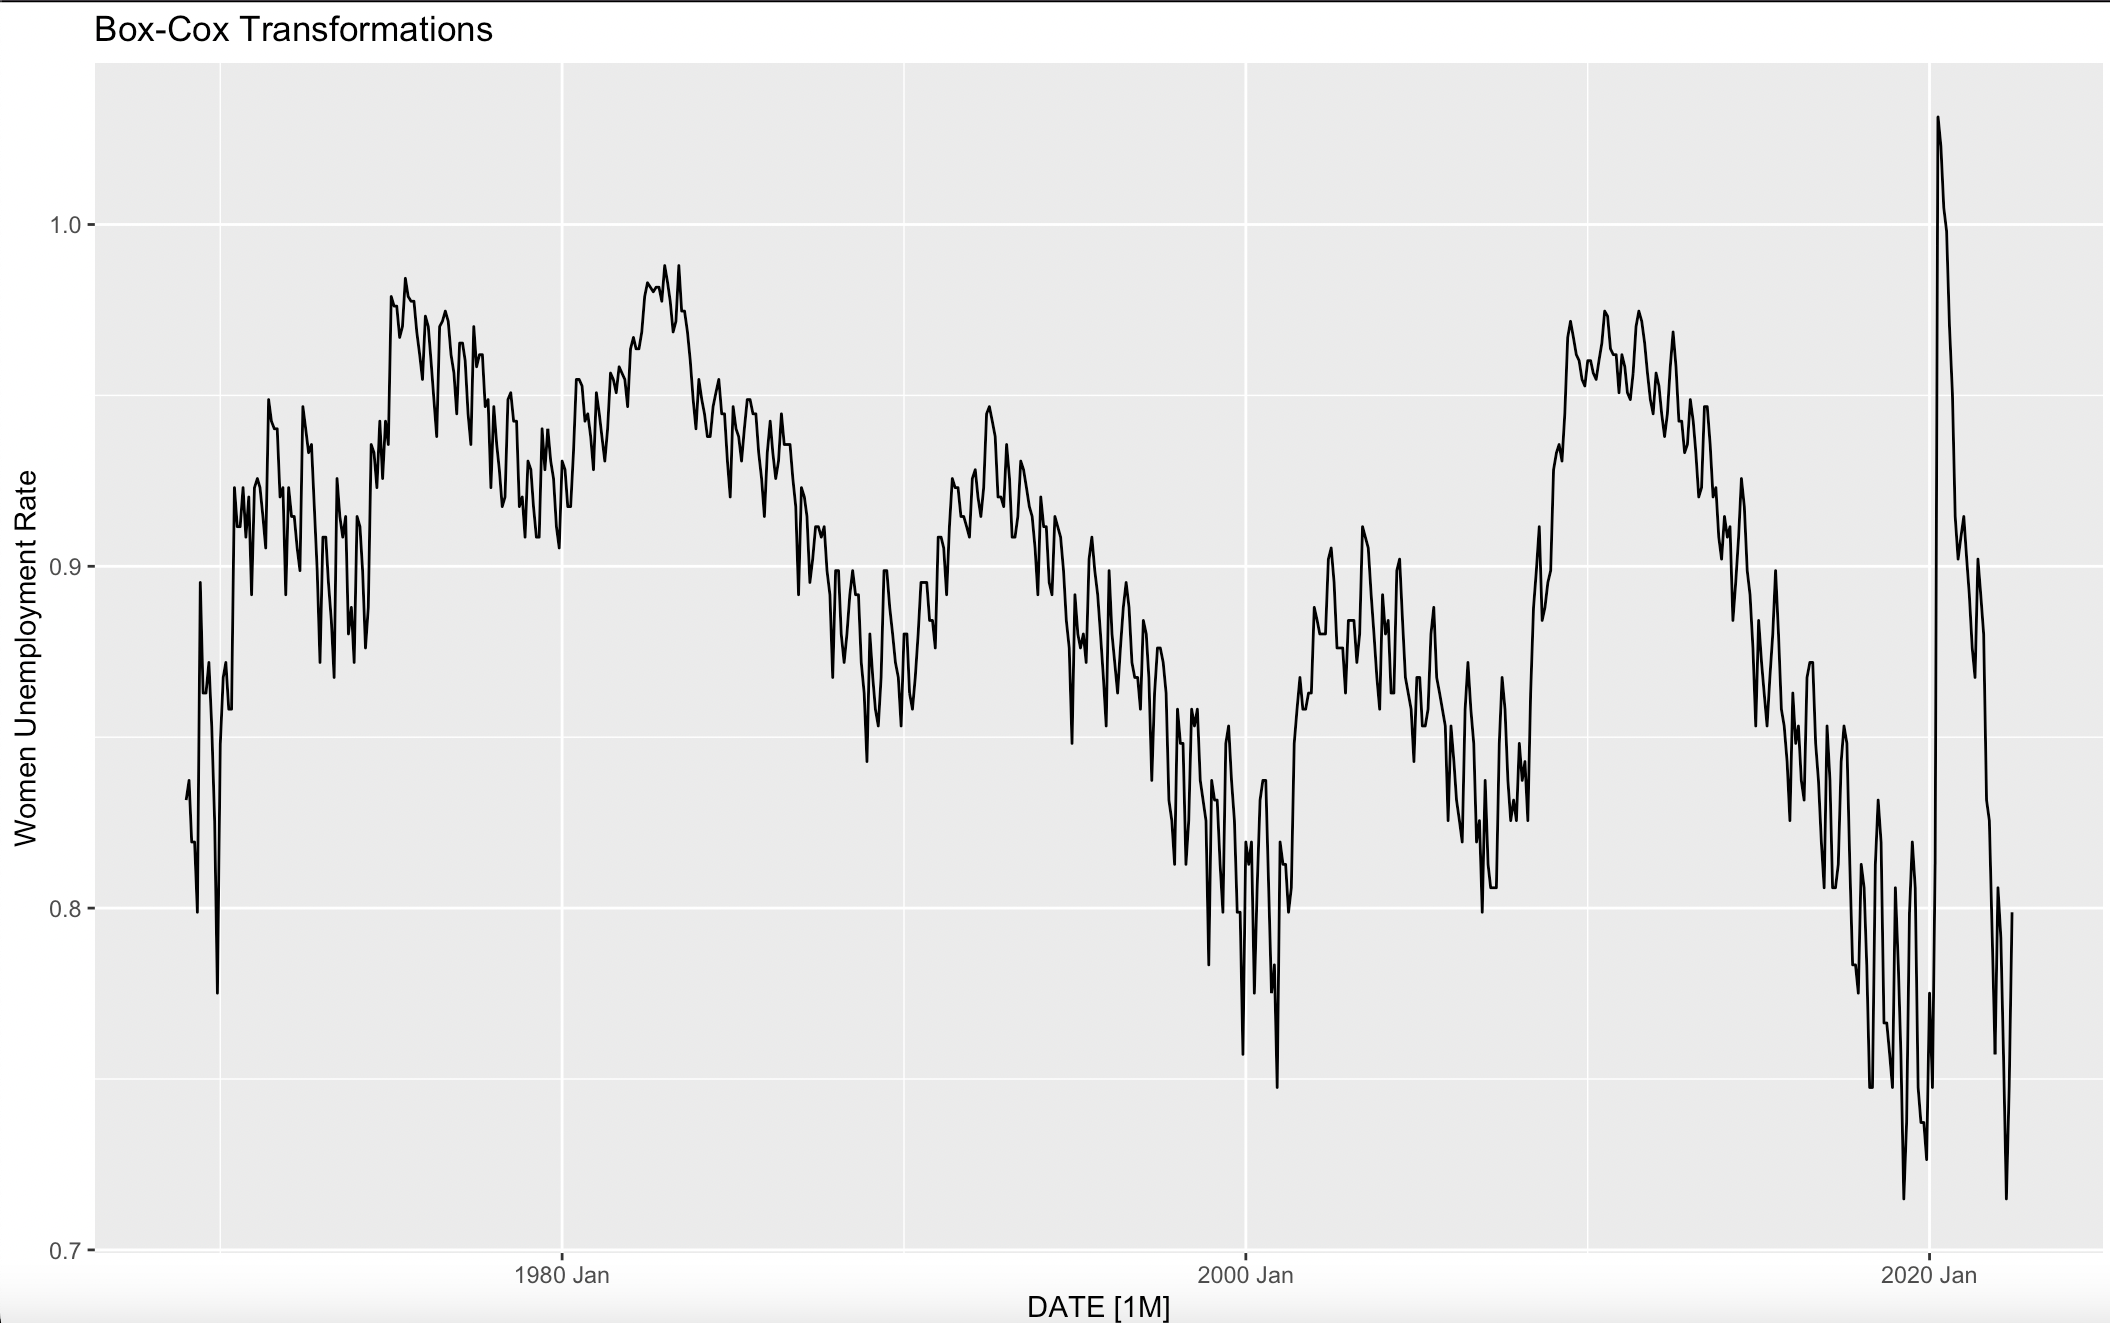 Box-Cox Transformations
Women Unemployment Rate
1.0
0.9
0.8
0.7
1980 Jan
2000 Jan
2020 Jan
DATE [1M]